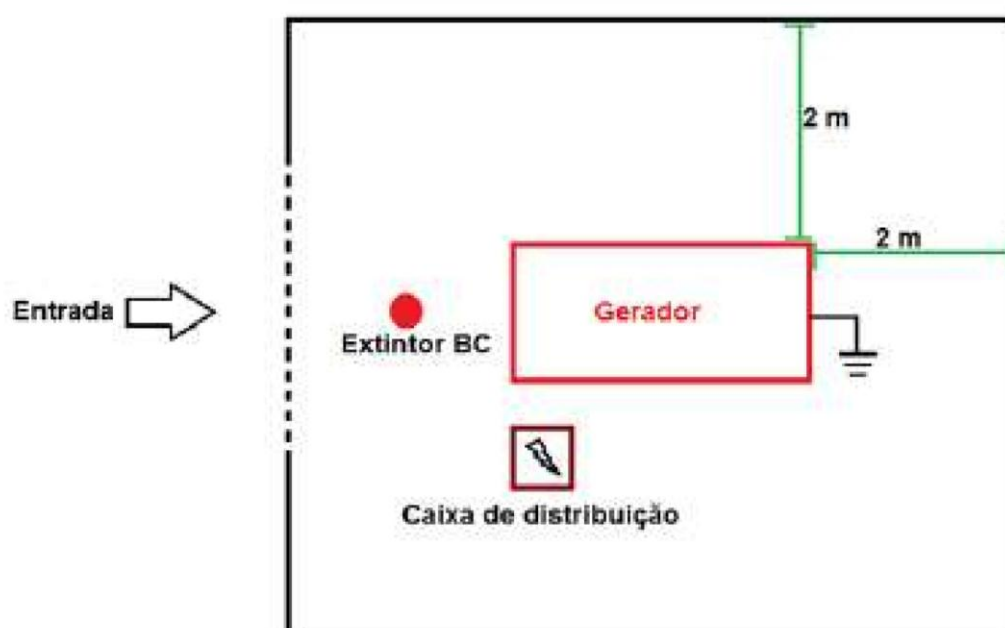 2 m
2 m
Entrada
Gerador
Extintor BC
Caixa de distribuição